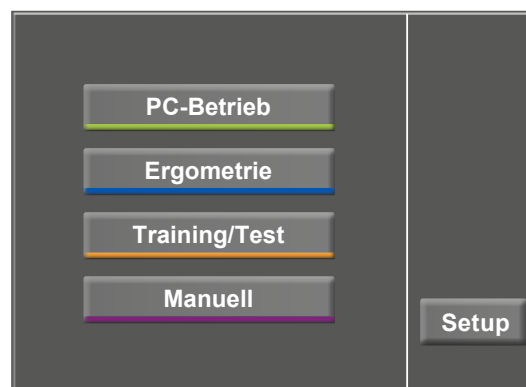 PC-Betrieb
Ergometrie
Training/Test
Manuell
Setup